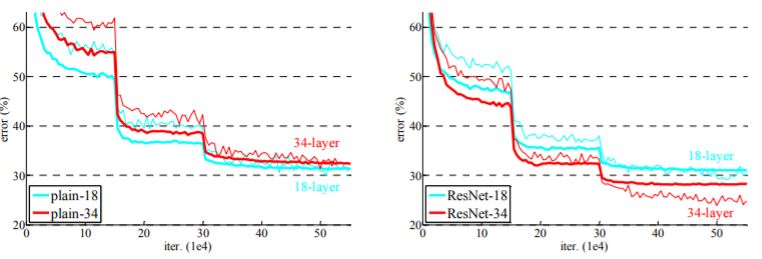 60
50
40
30
20
error (%)
0
10
20
30
40
50
iter. (1e4)
34-layer
18-layer
plain-18
plain-34
60
50
40
30
20
error (%)
0
10
20
30
40
50
iter. (1e4)
18-layer
34-layer
ResNet-18
ResNet-34